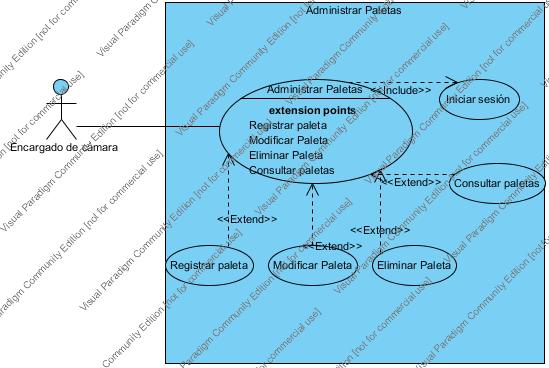 Administrar Paletas
Administrar Paletas
<<Include>>
Iniciar sesión
extension points
Registrar paleta
Modificar Paleta
Eliminar Paleta
Consultar paletas
Encargado de cámara
<<Extend>>
Consultar paletas
<<Extend>>
<<Extend>>
<<Extend>>
Registrar paleta
Modificar Paleta
Eliminar Paleta
Visual Paradigm Community Edition [not for commercial use]